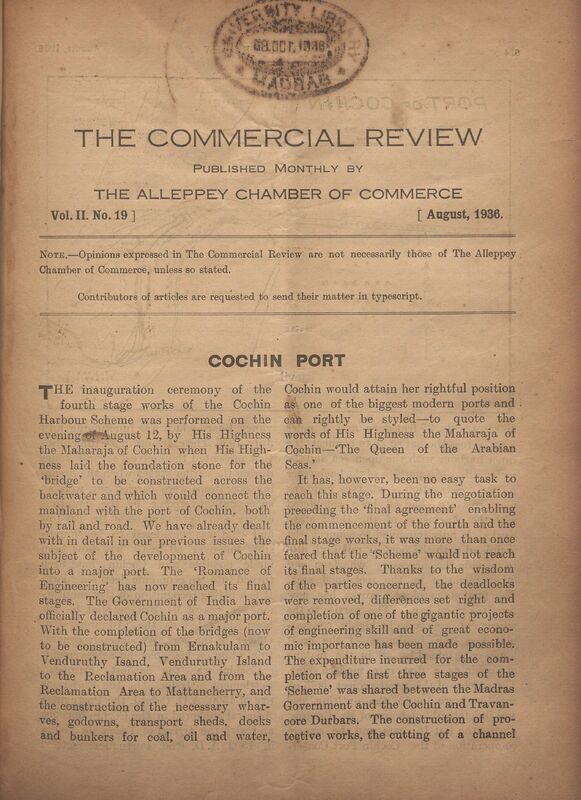 UNIVERSITY LIBRARY
MADRAS
THE COMMERCIAL REVIEW
PUBLISHED MONTHLY BY
THE ALLEPPEY CHAMBER OF COMMERCE
Vol. II. No. 19 ]
[ August, 1936.
NOTE.—Opinions expressed in The Commercial Review are not necessarily those of The Alleppey
Chamber of Commerce, unless so stated.
Contributors of articles are requested to send their matter in typescript.
COCHIN PORT
THE inauguration ceremony of the
fourth stage works of the Cochin
Harbour Scheme was performed on the
evening of August 12, by His Highness
the Maharaja of Cochin when His High-
ness laid the foundation stone for the
‘bridge’ to be constructed across the
backwater and which would connect the
mainland with the port of Cochin, both
by rail and road. We have already dealt
with in detail in our previous issues the
subject of the development of Cochin
into a major port. The ‘Romance of
Engineering’ has now reached its final
stages. The Government of India have
officially declared Cochin as a major port.
With the completion of the bridges (now
to be constructed) from Ernakulam to
Venduruthy Isand, Venduruthy Island
to the Reclamation Area and from the
Reclamation Area to Mattancherry, and
the construction of the necessary whar-
ves, godowns, transport sheds, docks
and bunkers for coal, oil and water,
Cochin would attain her rightful position
as one of the biggest modern ports and
can rightly be styled—to quote the
words of His Highness the Maharaja of
Cochin—‘The Queen of the Arabian
Seas.’
It has, however, been no easy task to
reach this stage. During the negotiation
preceding the ‘final agreement’ enabling
the commencement of the fourth and the
final stage works, it was more than once
feared that the ‘Scheme’ would not reach
its final stages. Thanks to the wisdom
of the parties concerned, the deadlocks
were removed, differences set right and
completion of one of the gigantic projects
of engineering skill and of great econo-
mic importance has been made possible.
The expenditure incurred for the com-
pletion of the first three stages of the
‘Scheme’ was shared between the Madras
Government and the Cochin and Travan-
core Durbars. The construction of pro-
tective works, the cutting of a channel